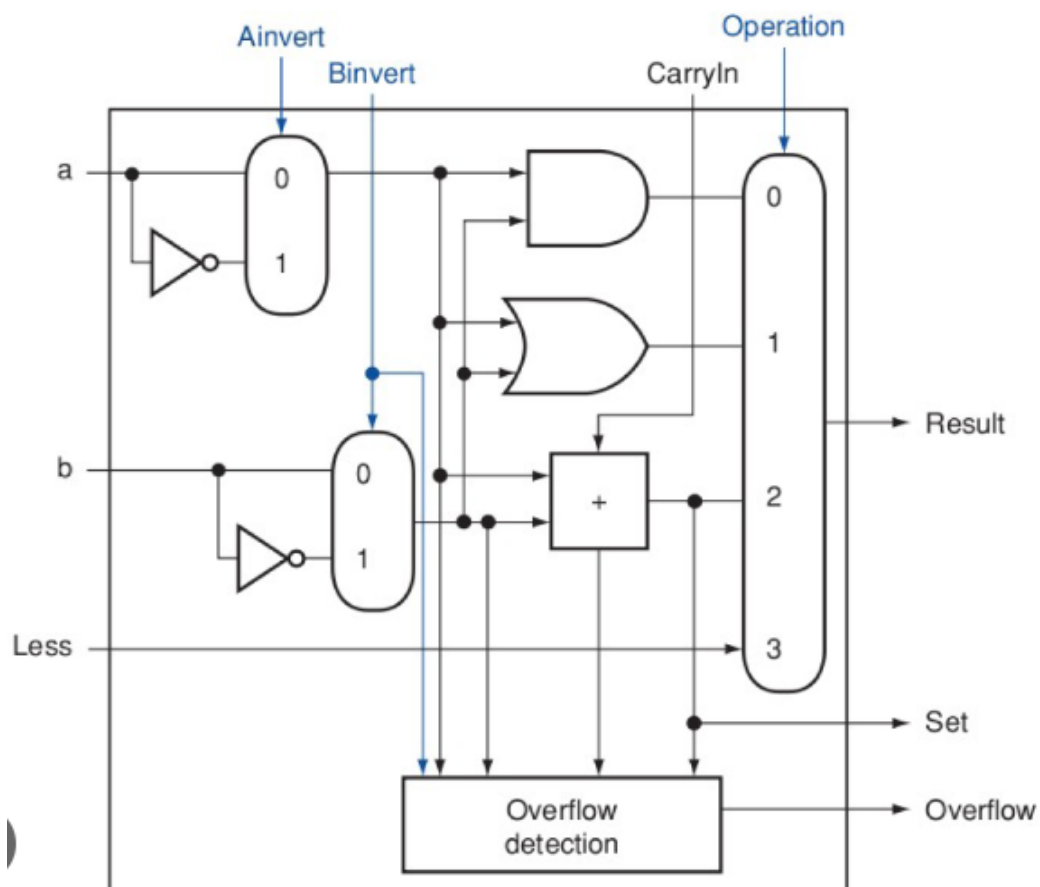 Operation
Ainvert
Binvert
CarryIn
a
0
1
0
1
b
0
1
+
2
Result
Less
3
Set
Overflow
detection
Overflow